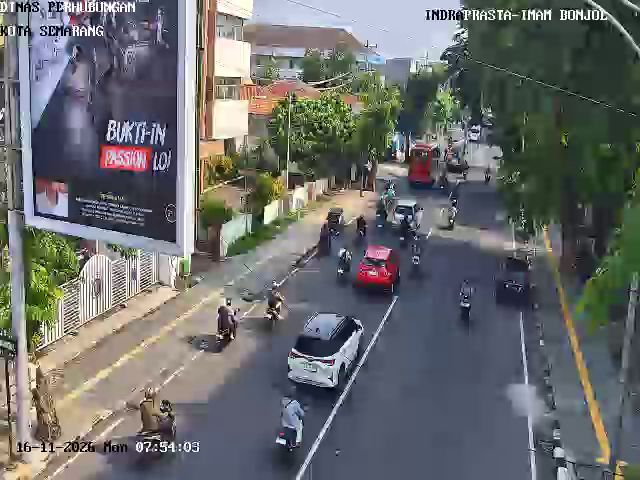 DINAS PERHUBUNGAN
KOTA SEMARANG
INDRAPRASTA-IMAM BONJOL
BUKTI-IN
PASSION LO!
16-11-2026 Mon 07:54:03